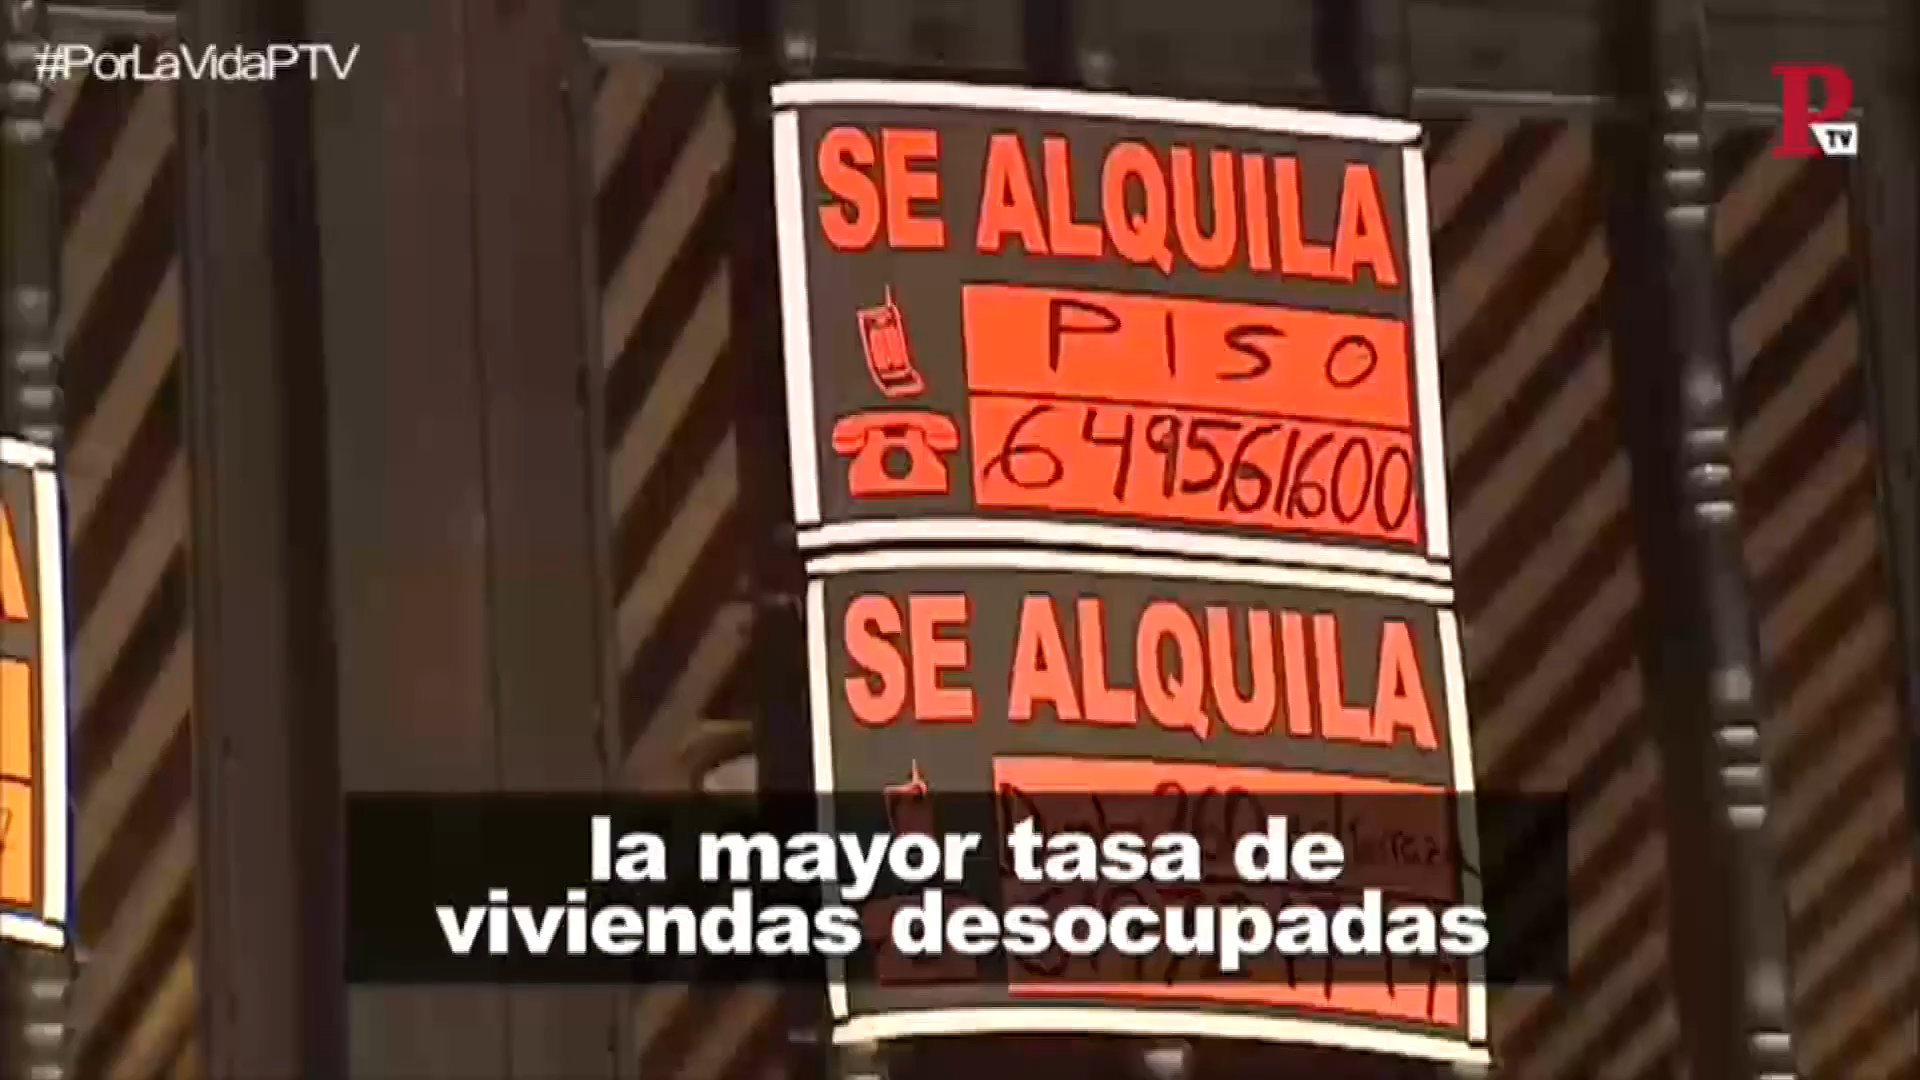 #PorLaVidaPTV
P TV
SE ALQUILA
PISO
649561600
SE ALQUILA
la mayor tasa de
viviendas desocupadas